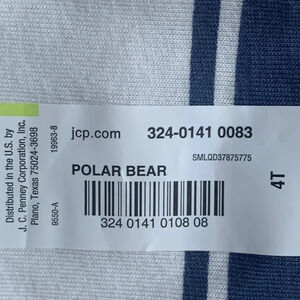 Distributed in the U.S. by
J. C. Penney Corporation, Inc.
Plano, Texas 75024-3698
19963-8
9550-A
jcp.com
324-0141 0083
SMLQD37875775
POLAR BEAR
324 0141 0108 08
4T